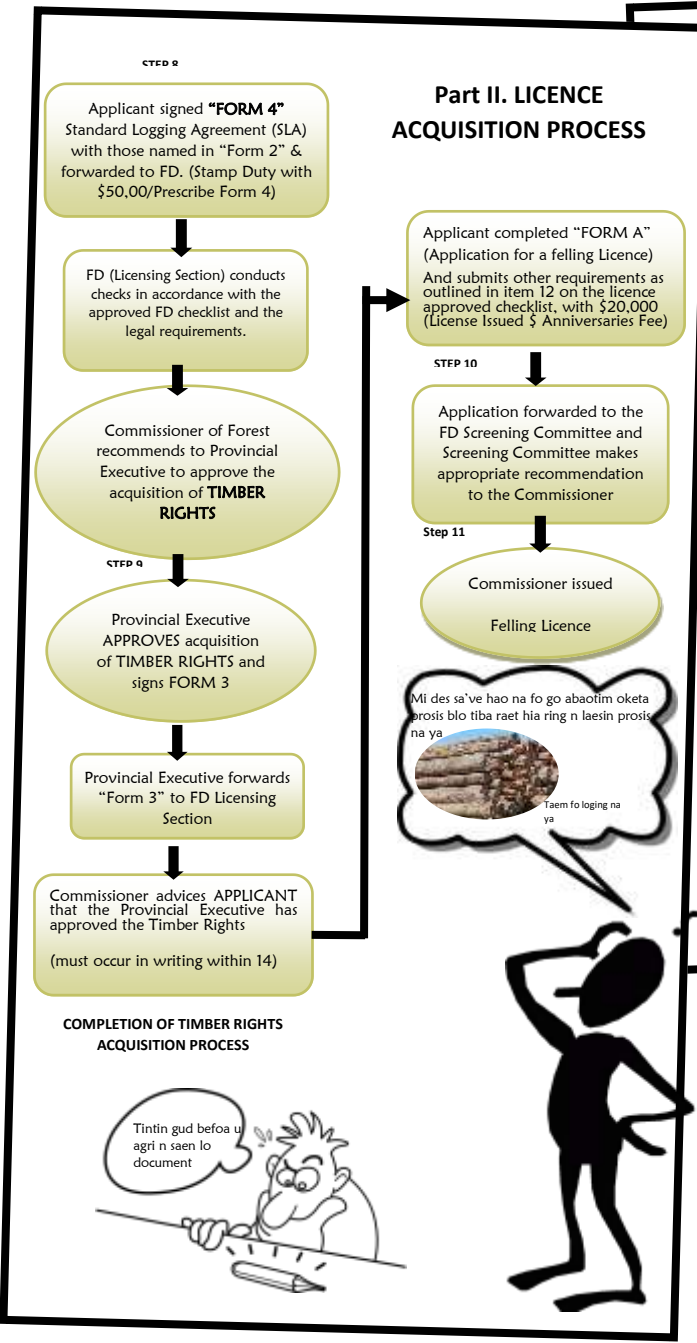 STEP 8
Applicant signed “FORM 4”
Standard Logging Agreement (SLA)
with those named in “Form 2” &
forwarded to FD. (Stamp Duty with
$50,00/Prescribe Form 4)
FD (Licensing Section) conducts
checks in accordance with the
approved FD checklist and the
legal requirements.
Commissioner of Forest
recommends to Provincial
Executive to approve the
acquisition of TIMBER
RIGHTS
STEP 9
Provincial Executive
APPROVES acquisition
of TIMBER RIGHTS and
signs FORM 3
Provincial Executive forwards
“Form 3” to FD Licensing
Section
Commissioner advices APPLICANT
that the Provincial Executive has
approved the Timber Rights
(must occur in writing within 14)
COMPLETION OF TIMBER RIGHTS
ACQUISITION PROCESS
Tintin gud befoa u
agri n saen lo
document
Part II. LICENCE
ACQUISITION PROCESS
Applicant completed “FORM A”
(Application for a felling Licence)
And submits other requirements as
outlined in item 12 on the licence
approved checklist, with $20,000
(License Issued $ Anniversaries Fee)
STEP 10
Application forwarded to the
FD Screening Committee and
Screening Committee makes
appropriate recommendation
to the Commissioner
Step 11
Commissioner issued
Felling Licence
Mi des sa’ve hao na fo go abaotim oketa
prosis blo tiba raet hia ring n laesin prosis
na ya
Taem fo loging na
ya